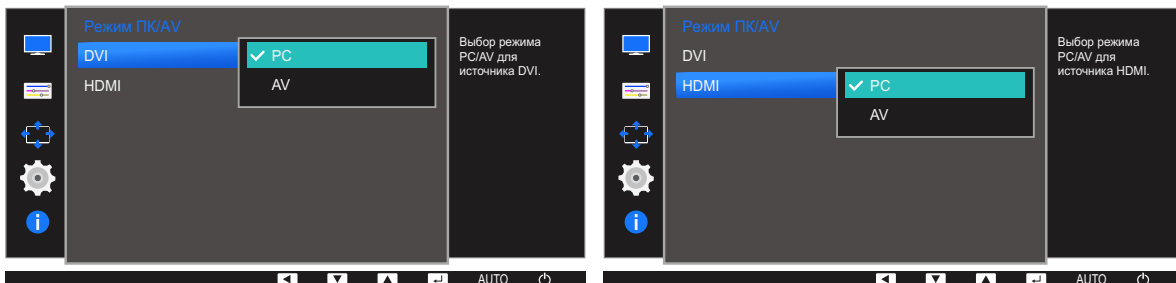 Режим ПК/AV
DVI
PC
HDMI
AV
Выбор режима
PC/AV для
источника DVI.
AUTO
Режим ПК/AV
DVI
HDMI
PC
AV
Выбор режима
PC/AV для
источника HDMI.
AUTO